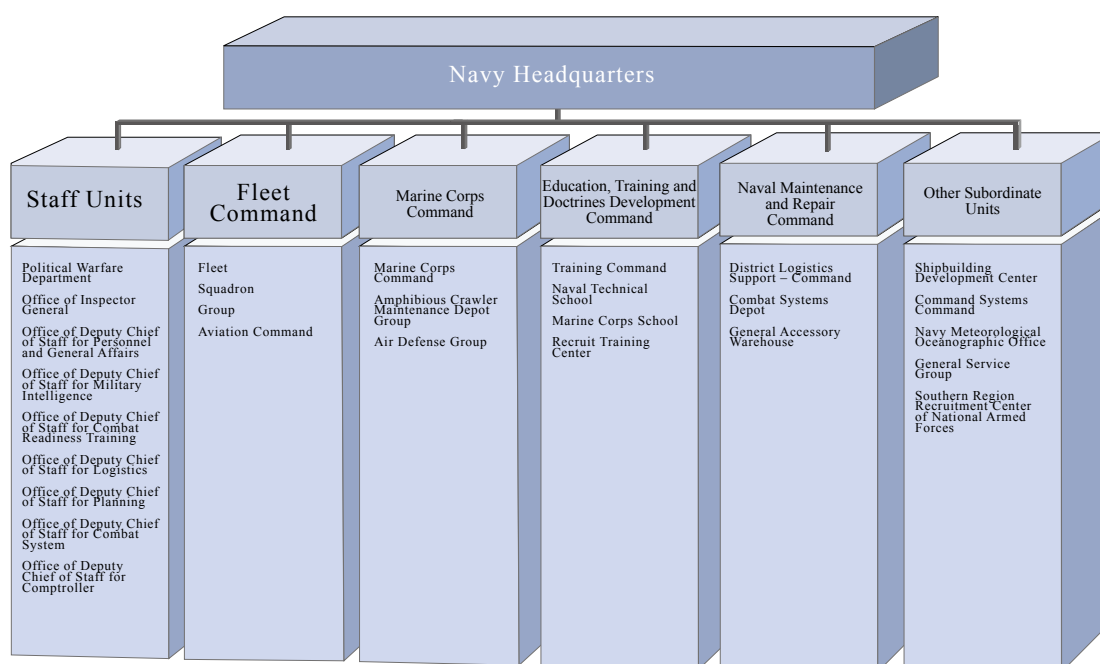 Navy Headquarters
Staff Units
Political Warfare
Department
Office of Inspector
General
Office of Deputy Chief
of Staff for Personnel
and General Affairs
Office of Deputy Chief
of Staff for Military
Intelligence
Office of Deputy Chief
of Staff for Combat
Readiness Training
Office of Deputy Chief
of Staff for Logistics
Office of Deputy Chief
of Staff for Planning
Office of Deputy Chief
of Staff for Combat
System
Office of Deputy
Chief of Staff for
Comptroller
Fleet
Command
Fleet
Squadron
Group
Aviation Command
Marine Corps
Command
Marine Corps
Command
Amphibious Crawler
Maintenance Depot
Group
Air Defense Group
Education, Training and
Doctrines Development
Command
Training Command
Naval Technical
School
Marine Corps School
Recruit Training
Center
Naval Maintenance
and Repair
Command
District Logistics
Support – Command
Combat Systems
Depot
General Accessory
Warehouse
Other Subordinate
Units
Shipbuilding
Development Center
Command Systems
Command
Navy Meteorological
Oceanographic Office
General Service
Group
Southern Region
Recruitment Center
of National Armed
Forces